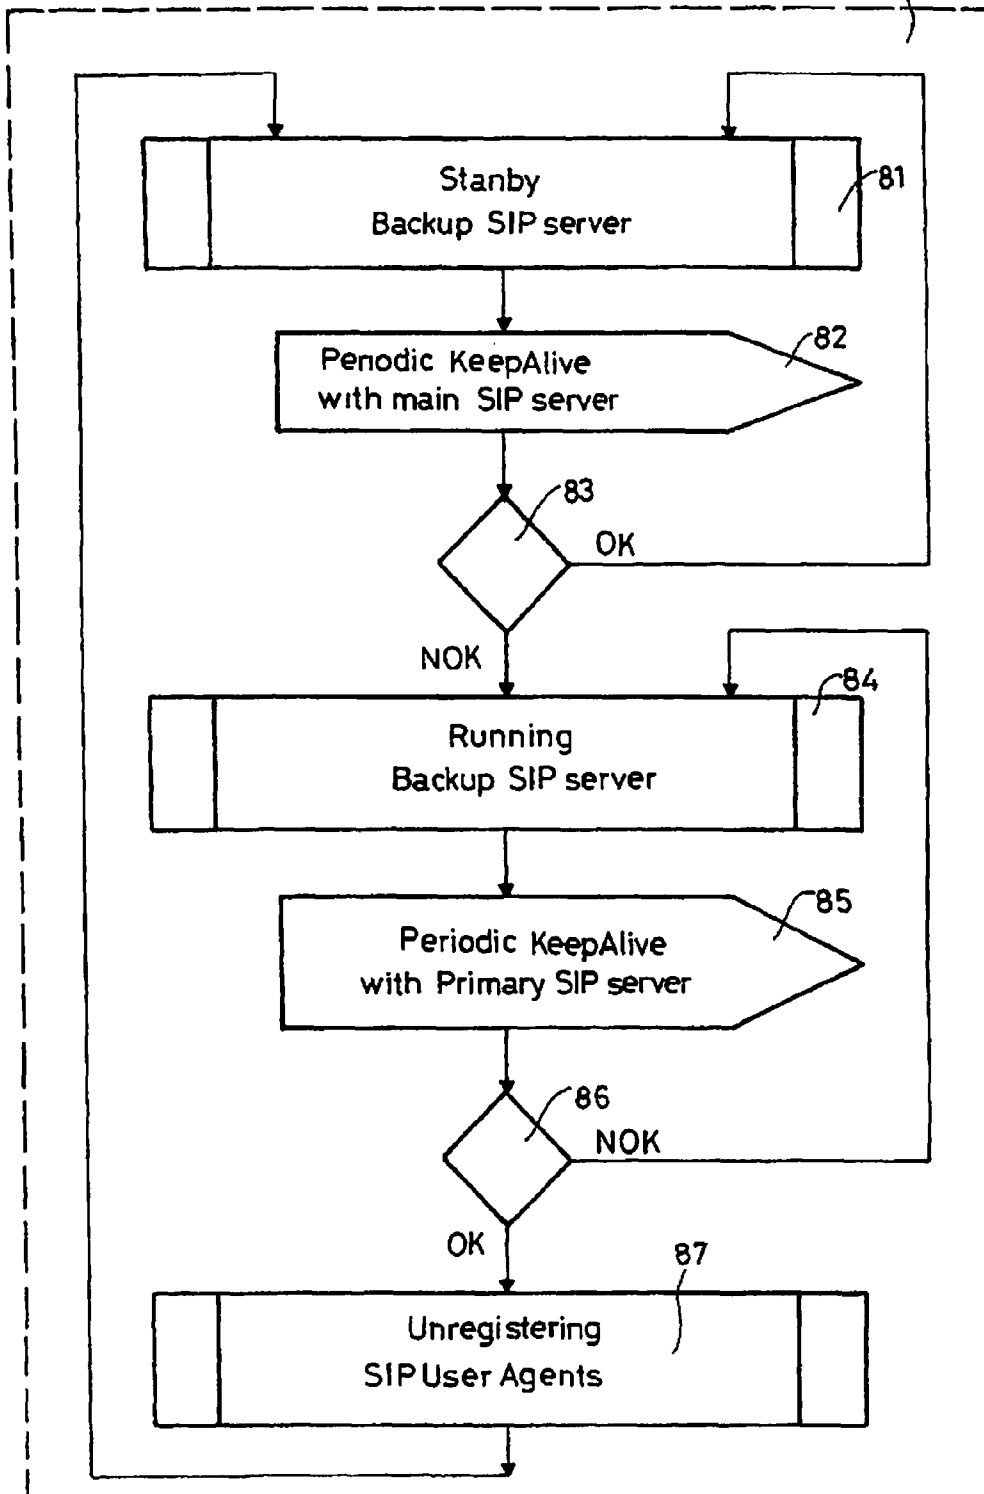 Stanby
Backup SIP server
81
Periodic KeepAlive
with main SIP server
82
83
OK
NOK
84
Running
Backup SIP server
85
Periodic KeepAlive
with Primary SIP server
86
NOK
OK
87
Unregistering
SIP User Agents